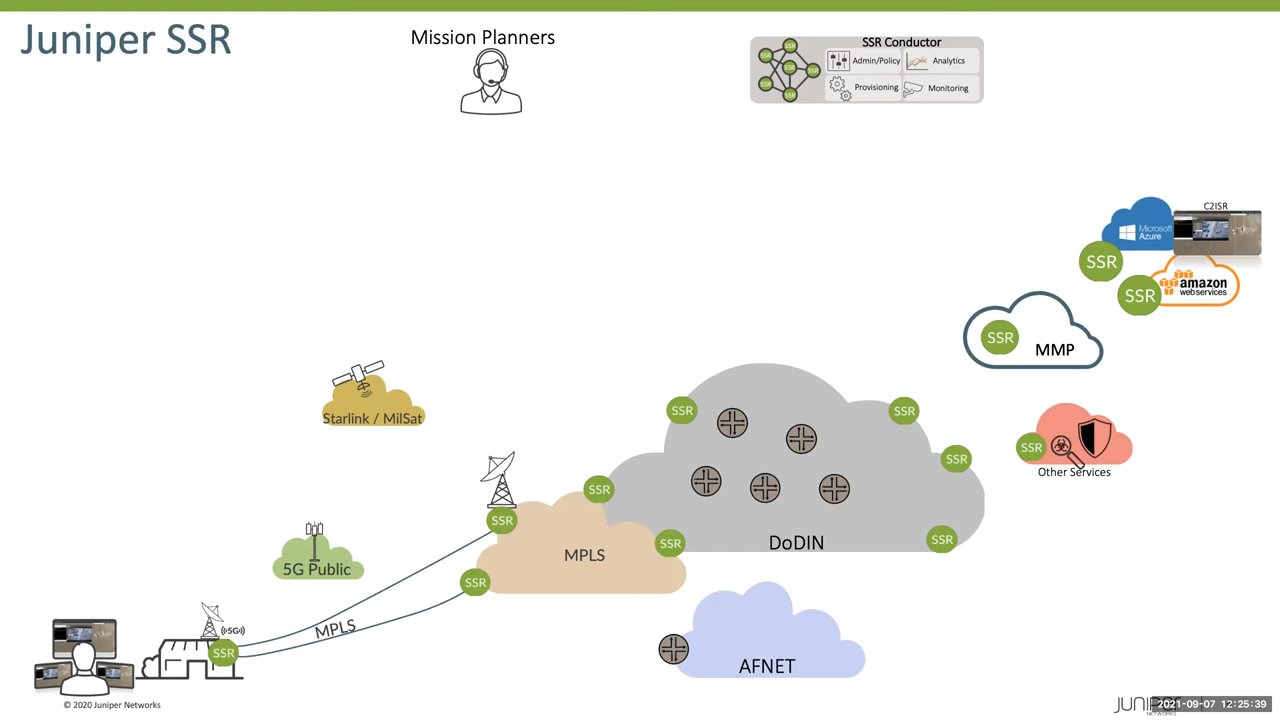 Juniper SSR
Mission Planners
SSR Conductor
SSR
SSR
SSR
SSR
SSR
SSR
Admin/Policy
Analytics
Provisioning
Monitoring
C2ISR
Microsoft
Azure
SSR
amazon
webservices
SSR
SSR
MMP
Starlink / MilSat
SSR
SSR
SSR
SSR
Other Services
SSR
SSR
MPLS
SSR
DoDIN
SSR
5G Public
SSR
((5G))
MPLS
SSR
AFNET
© 2020 Juniper Networks
JUNIPER
NETWORKS
2021-09-07 12:25:39